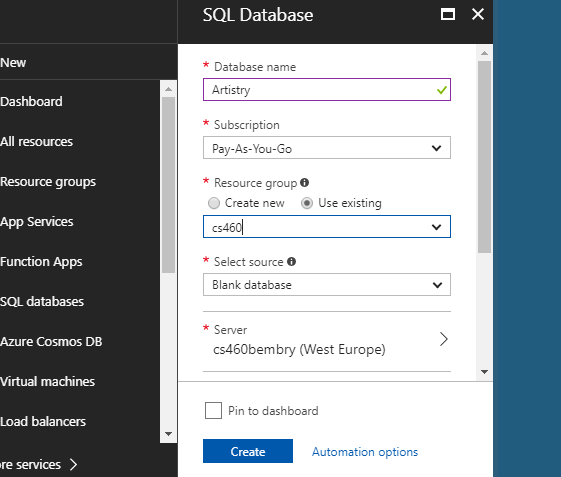 SQL Database
New
Dashboard
All resources
Resource groups
App Services
Function Apps
SQL databases
Azure Cosmos DB
Virtual machines
Load balancers
re services
* Database name
Artistry
* Subscription
Pay-As-You-Go
* Resource group
Create new Use existing
cs460
* Select source
Blank database
* Server
cs460bembry (West Europe)
Pin to dashboard
Create Automation options